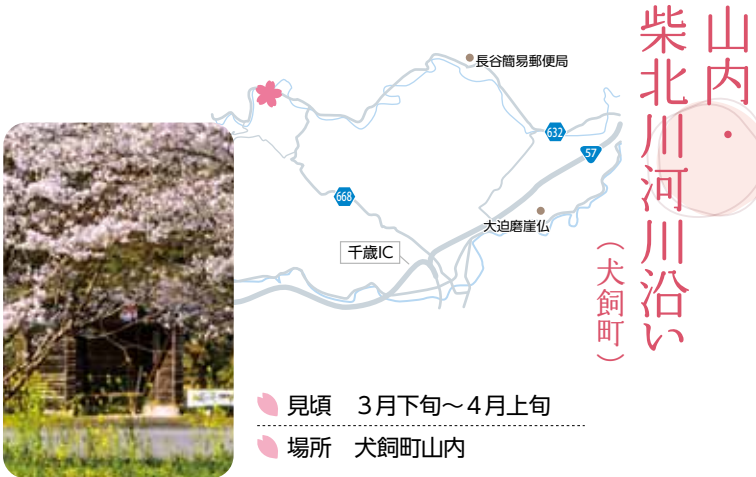 山内・
柴北川河川沿い
（犬飼町）
長谷簡易郵便局
632
57
668
大迫磨崖仏
千歳IC
見頃　3月下旬～4月上旬
場所　犬飼町山内